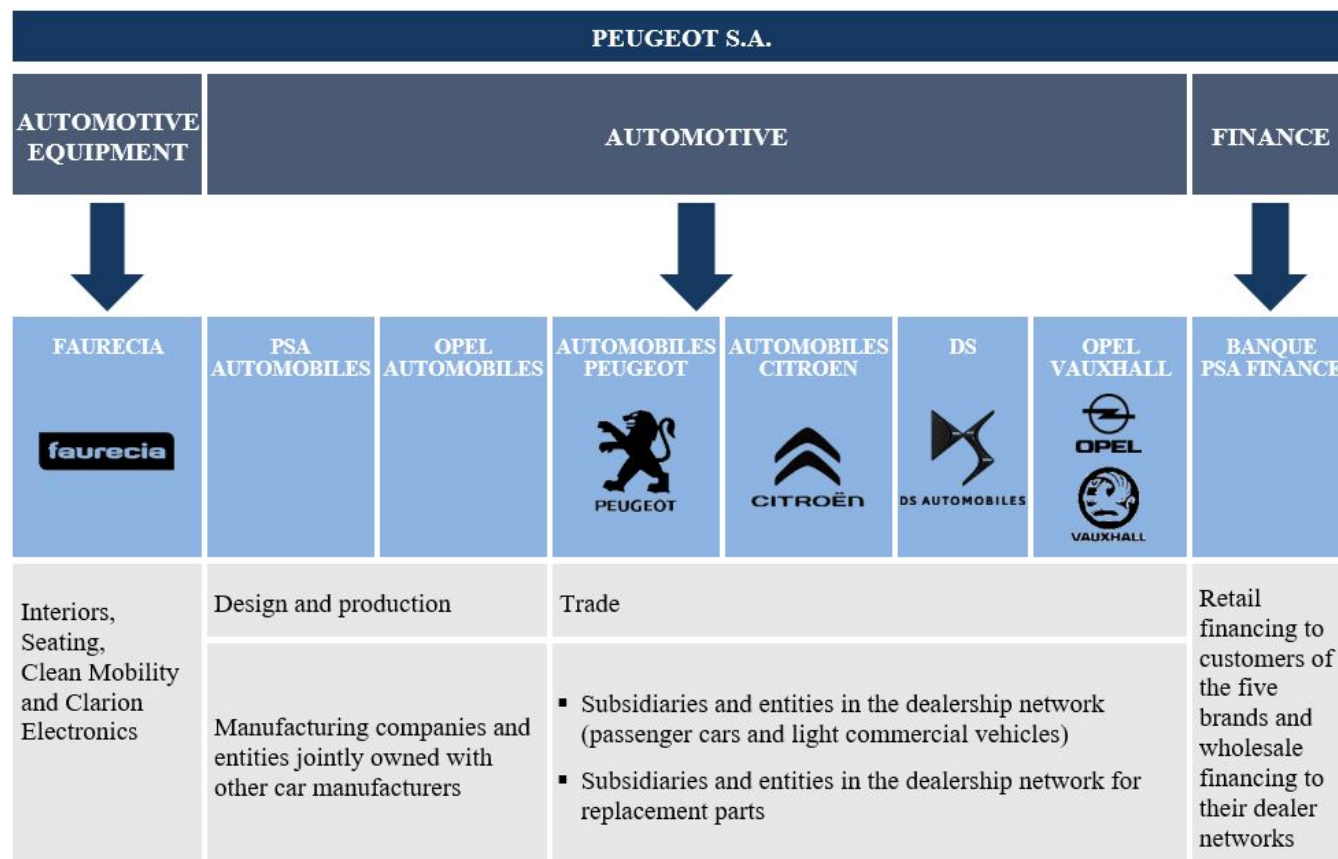 PEUGEOT S.A.
AUTOMOTIVE
EQUIPMENT
AUTOMOTIVE
FINANCE
FAURECIA
faurecia
PSA
AUTOMOBILES
OPEL
AUTOMOBILES
AUTOMOBILES
PEUGEOT
PEUGEOT
AUTOMOBILES
CITROEN
CITROËN
DS
DS AUTOMOBILES
OPEL
VAUXHALL
OPEL
VAUXHALL
BANQUE
PSA FINANCE
Interiors,
Seating,
Clean Mobility
and Clarion
Electronics
Design and production
Manufacturing companies and
entities jointly owned with
other car manufacturers
Trade
▪ Subsidiaries and entities in the dealership network
(passenger cars and light commercial vehicles)
▪ Subsidiaries and entities in the dealership network for
replacement parts
Retail
financing to
customers of
the five
brands and
wholesale
financing to
their dealer
networks